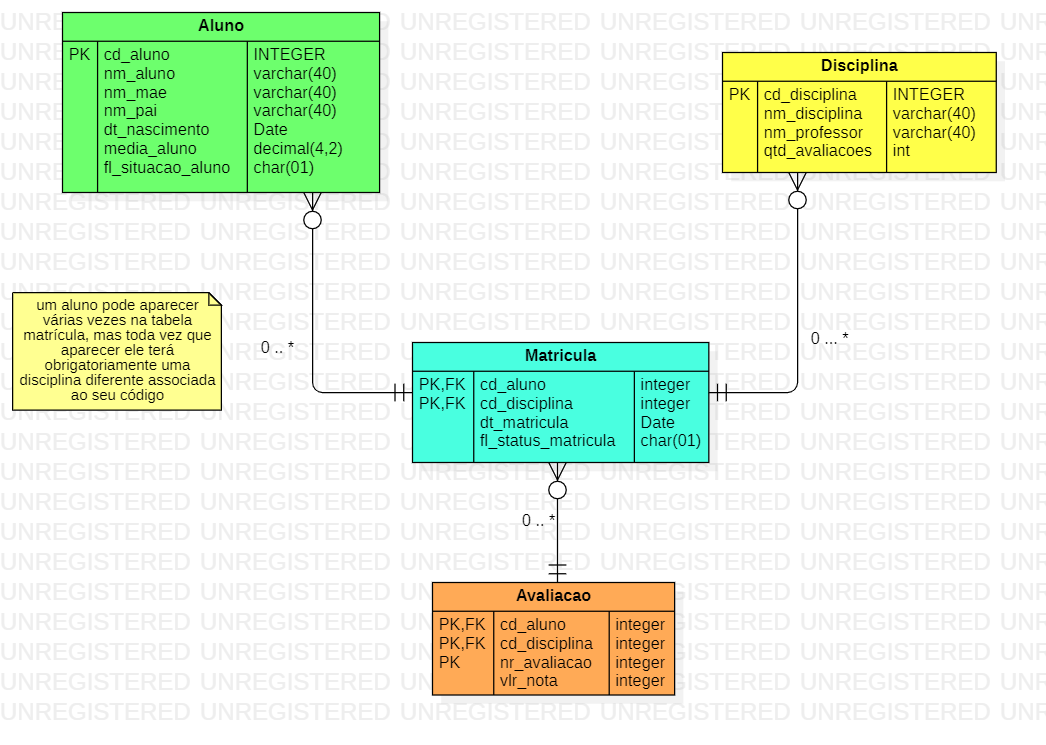 Aluno
PK cd_aluno INTEGER
nm_aluno varchar(40)
nm_mae varchar(40)
nm_pai varchar(40)
dt_nascimento Date
media_aluno decimal(4,2)
fl_situacao_aluno char(01)
Disciplina
PK cd_disciplina INTEGER
nm_disciplina varchar(40)
nm_professor varchar(40)
qtd_avaliacoes int
um aluno pode aparecer
várias vezes na tabela
matrícula, mas toda vez que
aparecer ele terá
obrigatoriamente uma
disciplina diferente associada
ao seu código
0 .. *
0 ... *
Matricula
PK,FK cd_aluno integer
PK,FK cd_disciplina integer
dt_matricula Date
fl_status_matricula char(01)
0 .. *
Avaliacao
PK,FK cd_aluno integer
PK,FK cd_disciplina integer
PK nr_avaliacao integer
vlr_nota integer
UNREGISTERED